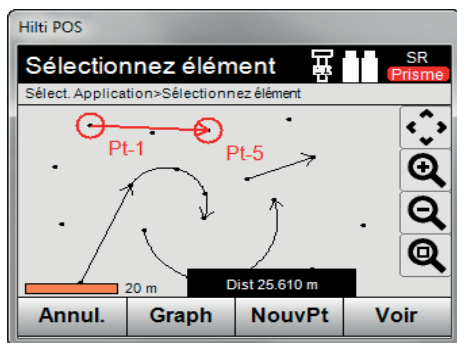 Hilti POS
Sélectionnez élément
SR
Prisme
Sélect. Application>Sélectionnez élément
Pt-1
Pt-5
20 m
Dist 25.610 m
Annul. Graph NouvPt Voir